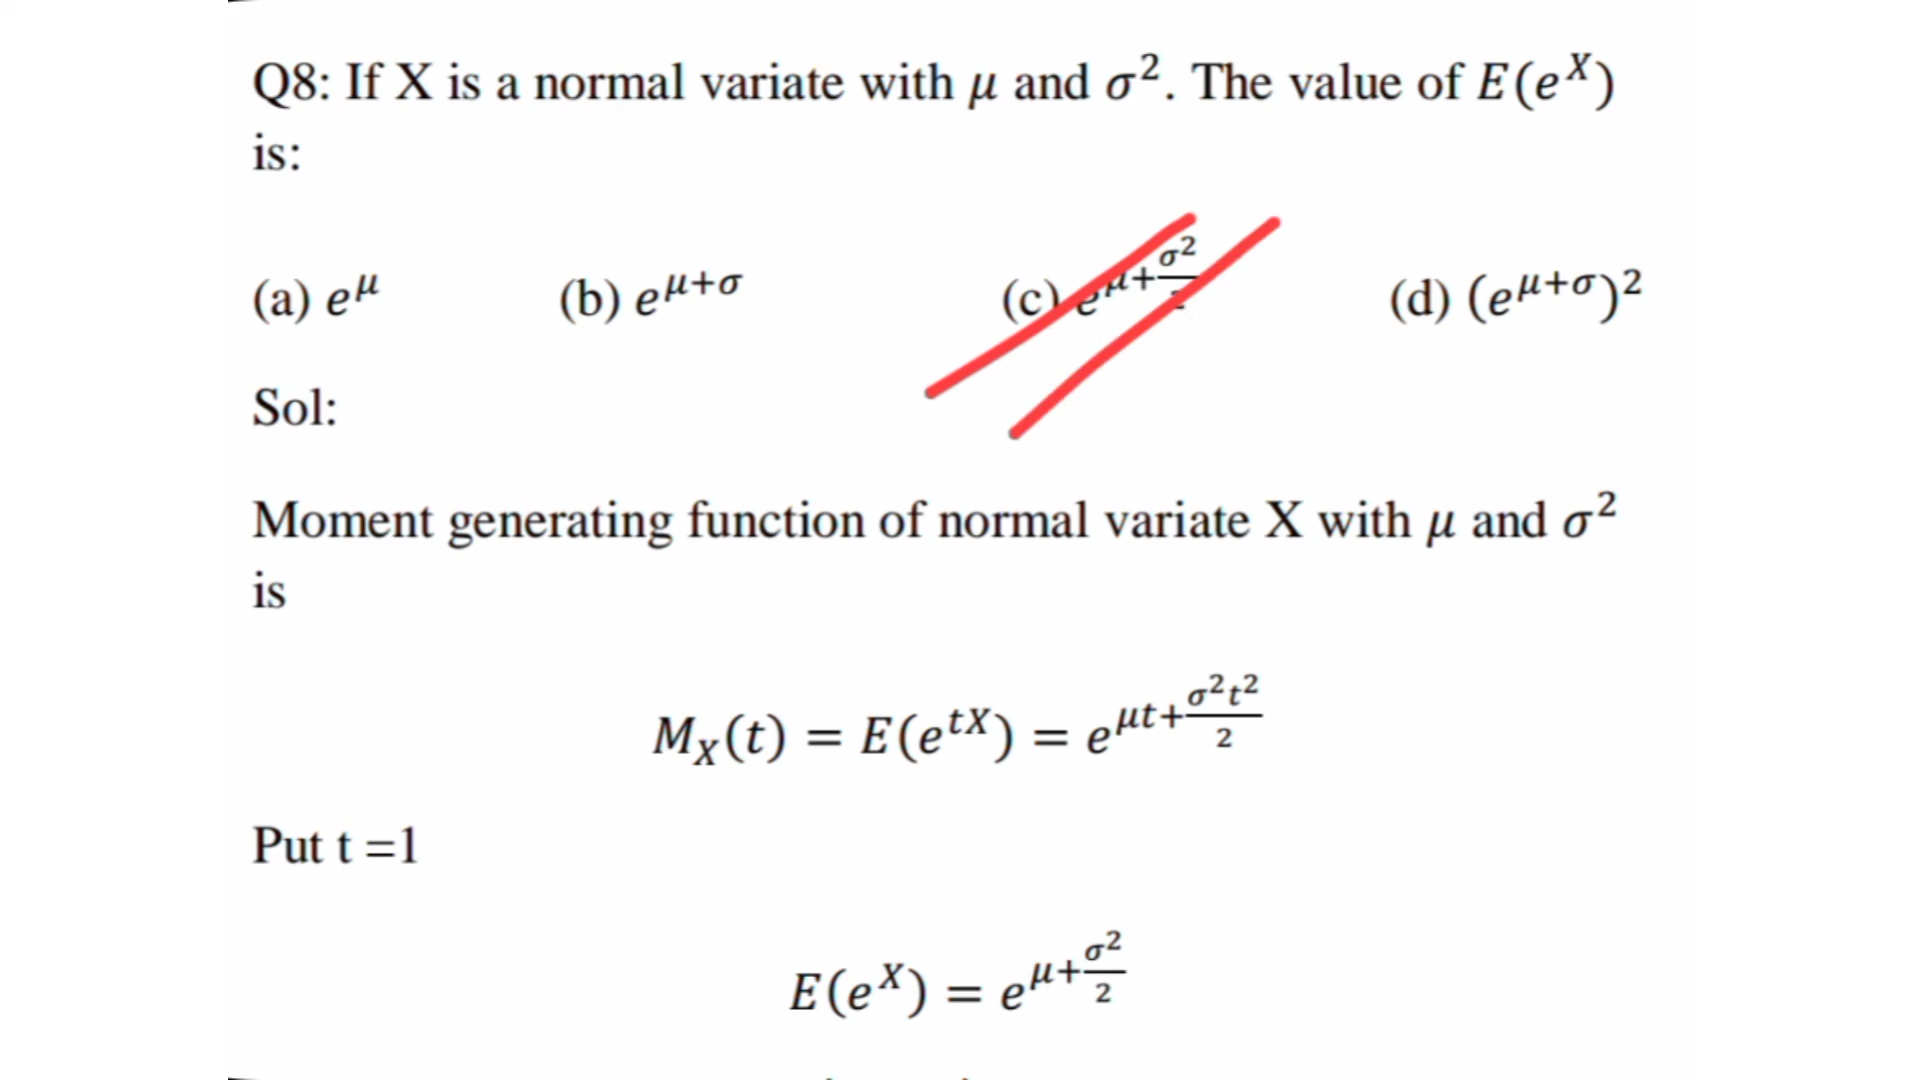 Q8: If X is a normal variate with μ and σ². The value of E(e^X)
is:
(a) e^μ (b) e^{μ+σ} (c) e^{μ+σ²/2} (d) (e^{μ+σ})²
Sol:
Moment generating function of normal variate X with μ and σ²
is
M_X(t) = E(e^{tX}) = e^{μt+σ²t²/2}
Put t =1
E(e^X) = e^{μ+σ²/2}